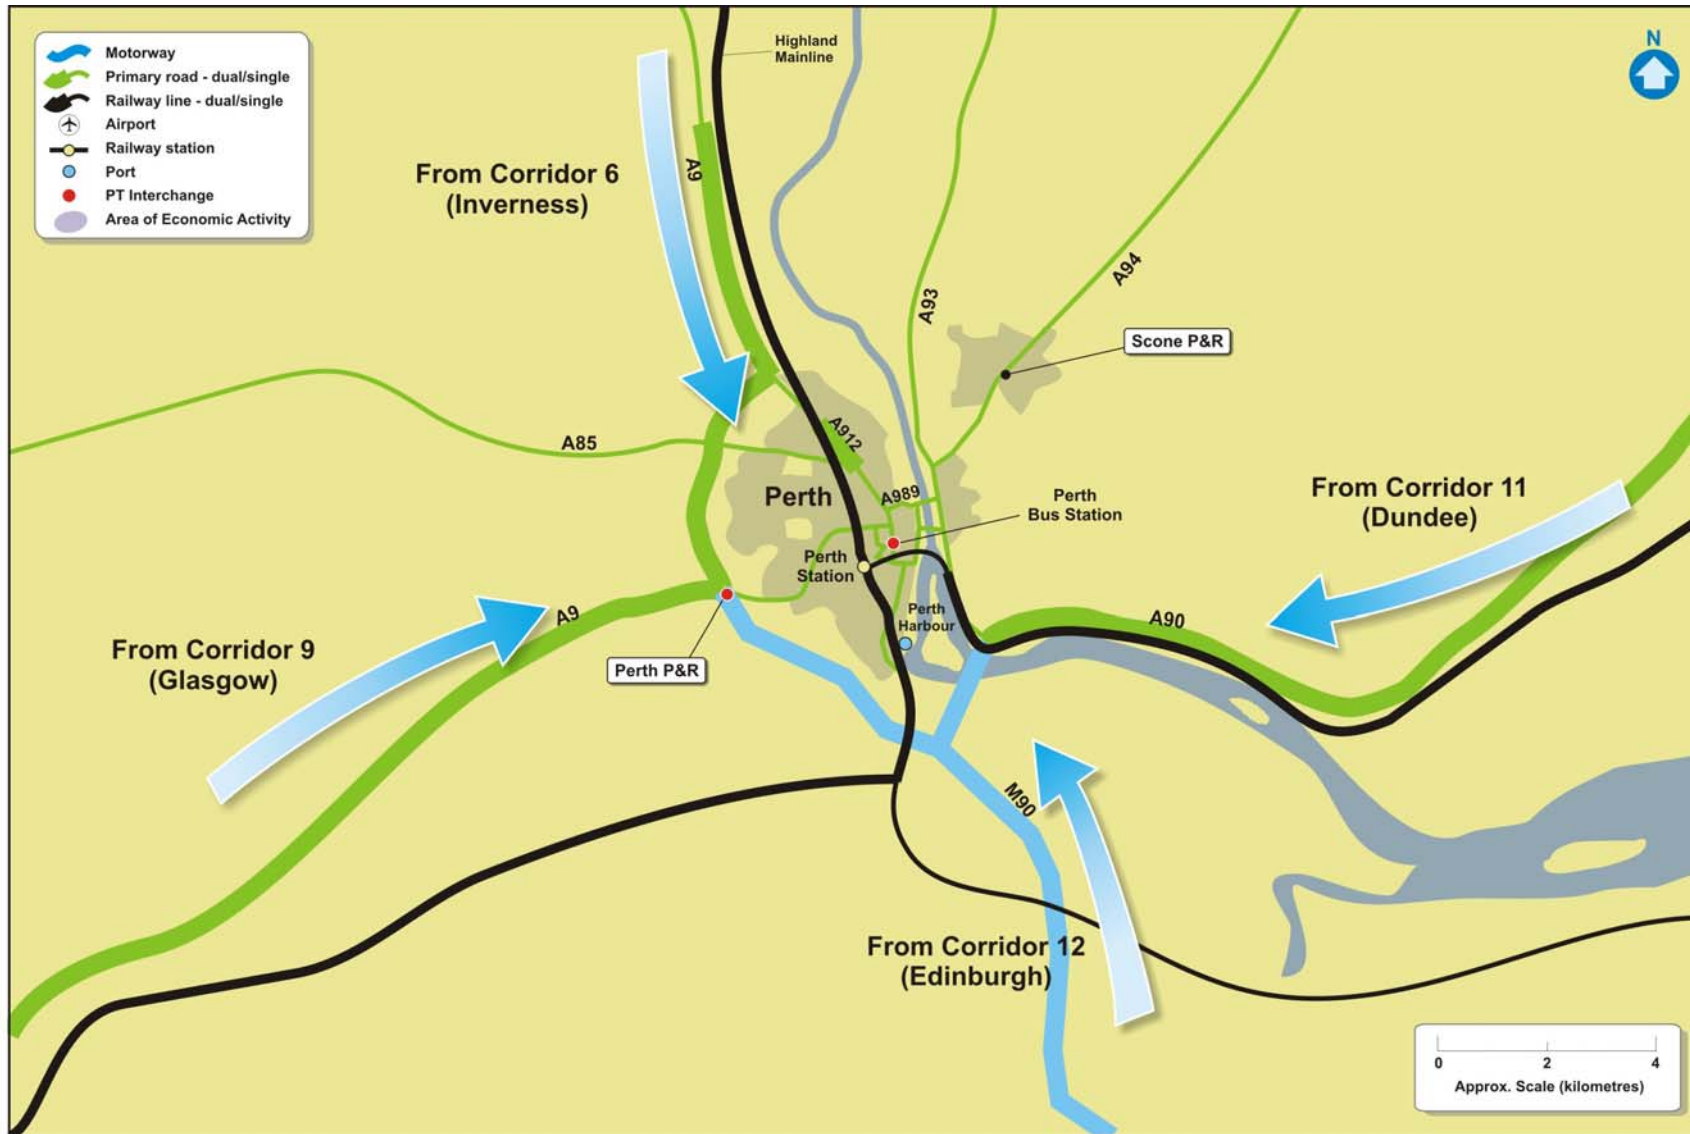 Motorway
Primary road - dual/single
Railway line - dual/single
Airport
Railway station
Port
PT Interchange
Area of Economic Activity
Highland
Mainline
N
A9
From Corridor 6
(Inverness)
A93
A94
Scone P&R
A85
A912
Perth
A989
Perth
Bus Station
From Corridor 11
(Dundee)
Perth
Station
Perth
Harbour
A90
A9
From Corridor 9
(Glasgow)
Perth P&R
M90
From Corridor 12
(Edinburgh)
0 2 4
Approx. Scale (kilometres)